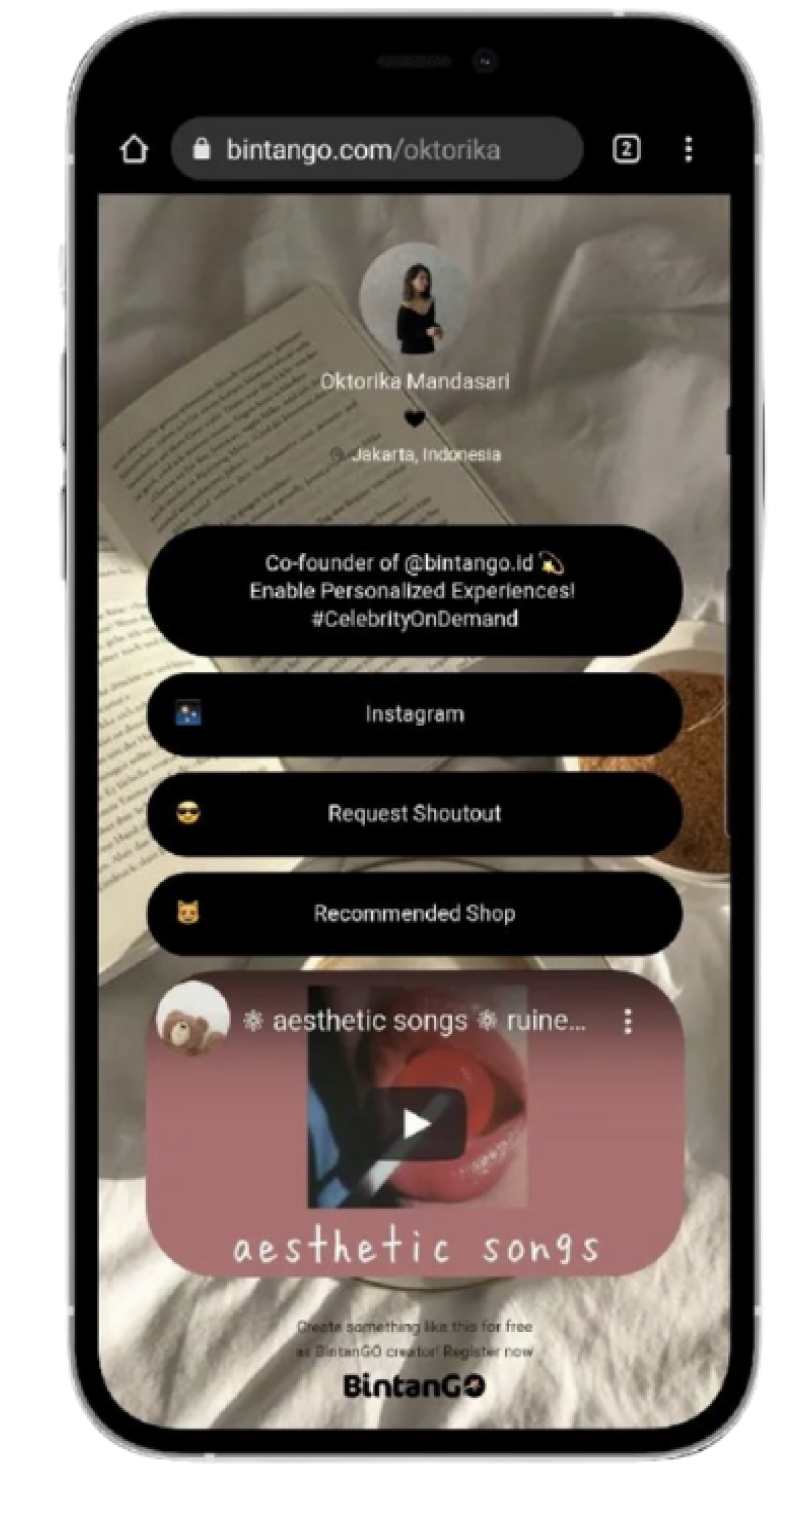 2
bintango.com/oktorika
Oktorika Mandasari
Jakarta, Indonesia
Co-founder of @bintango.id 💫
Enable Personalized Experiences!
#CelebrityOnDemand
Instagram
Request Shoutout
Recommended Shop
❄ aesthetic songs ❄ ruine...
aesthetic songs
Create something like this for free
as BintanGO creator! Register now
BintanGO